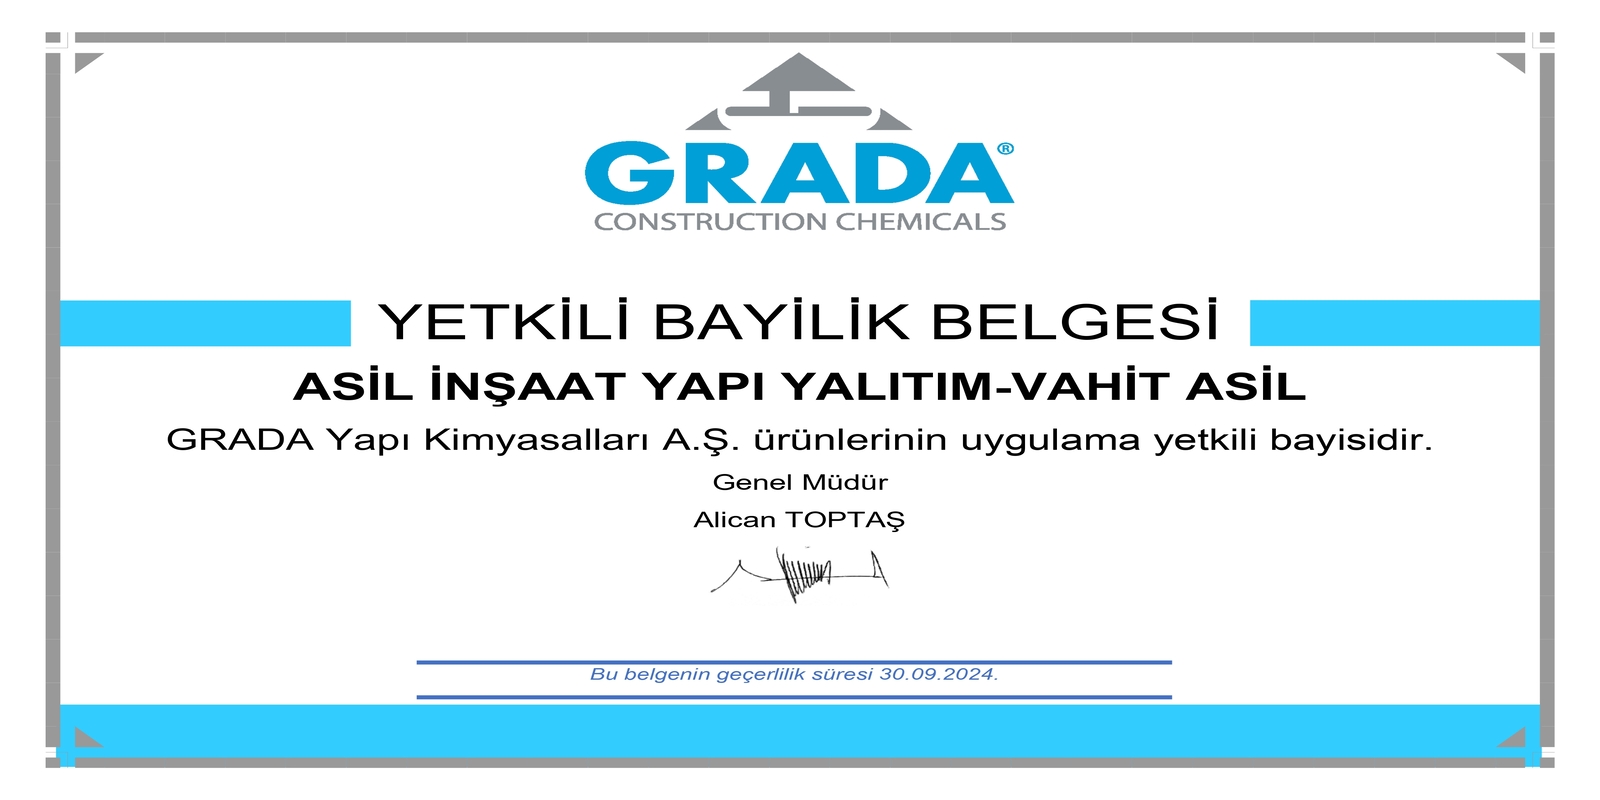 GRADA®
CONSTRUCTION CHEMICALS
YETKİLİ BAYİLİK BELGESİ
ASİL İNŞAAT YAPI YALITIM-VAHİT ASİL
GRADA Yapı Kimyasalları A.Ş. ürünlerinin uygulama yetkili bayisidir.
Genel Müdür
Alican TOPTAŞ
Bu belgenin geçerlilik süresi 30.09.2024.